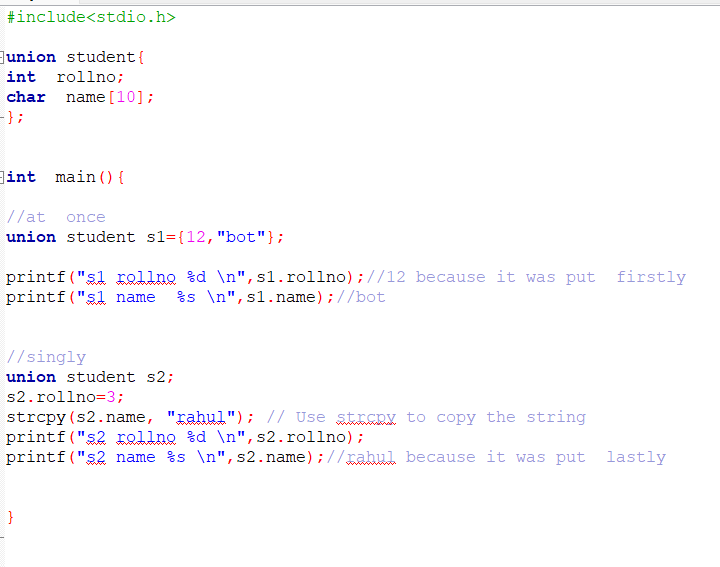 #include<stdio.h>
union student{
int  rollno;
char  name[10];
};
int  main(){
//at  once
union student s1={12,"bot"};
printf("s1 rollno %d \n",s1.rollno);//12 because it was put  firstly
printf("s1 name  %s \n",s1.name);//bot
//singly
union student s2;
s2.rollno=3;
strcpy(s2.name, "rahul"); // Use strcpy to copy the string
printf("s2 rollno %d \n",s2.rollno);
printf("s2 name %s \n",s2.name);//rahul because it was put  lastly
}